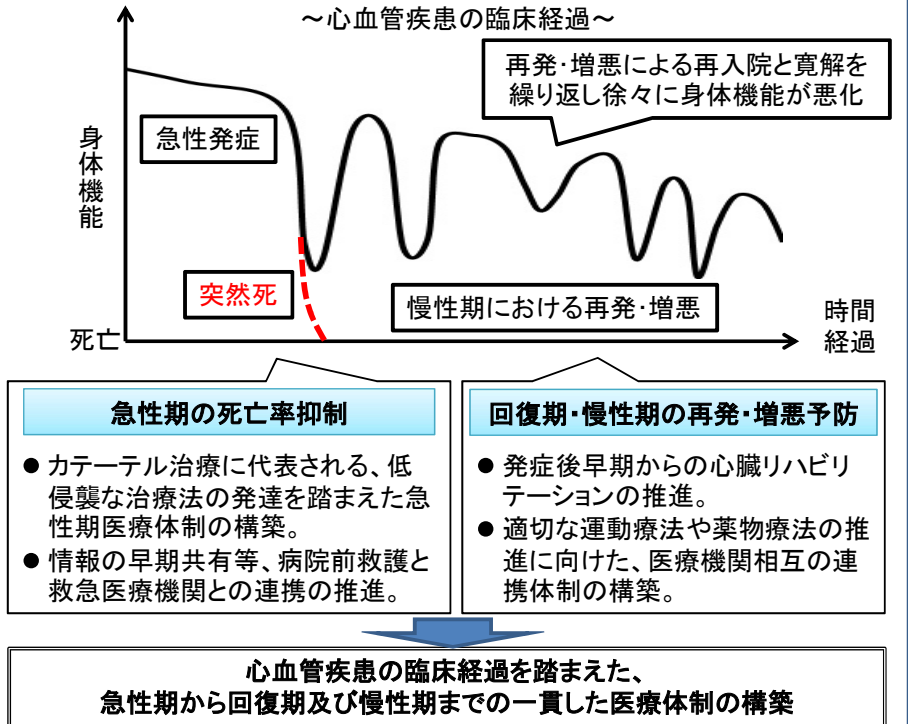 ～心血管疾患の臨床経過～
再発・増悪による再入院と寛解を
繰り返し徐々に身体機能が悪化
急性発症
身体機能
突然死
慢性期における再発・増悪
死亡
時間
経過
急性期の死亡率抑制
● カテーテル治療に代表される、低
侵襲な治療法の発達を踏まえた急
性期医療体制の構築。
● 情報の早期共有等、病院前救護と
救急医療機関との連携の推進。
回復期・慢性期の再発・増悪予防
● 発症後早期からの心臓リハビリ
テーションの推進。
● 適切な運動療法や薬物療法の推
進に向けた、医療機関相互の連
携体制の構築。
心血管疾患の臨床経過を踏まえた、
急性期から回復期及び慢性期までの一貫した医療体制の構築